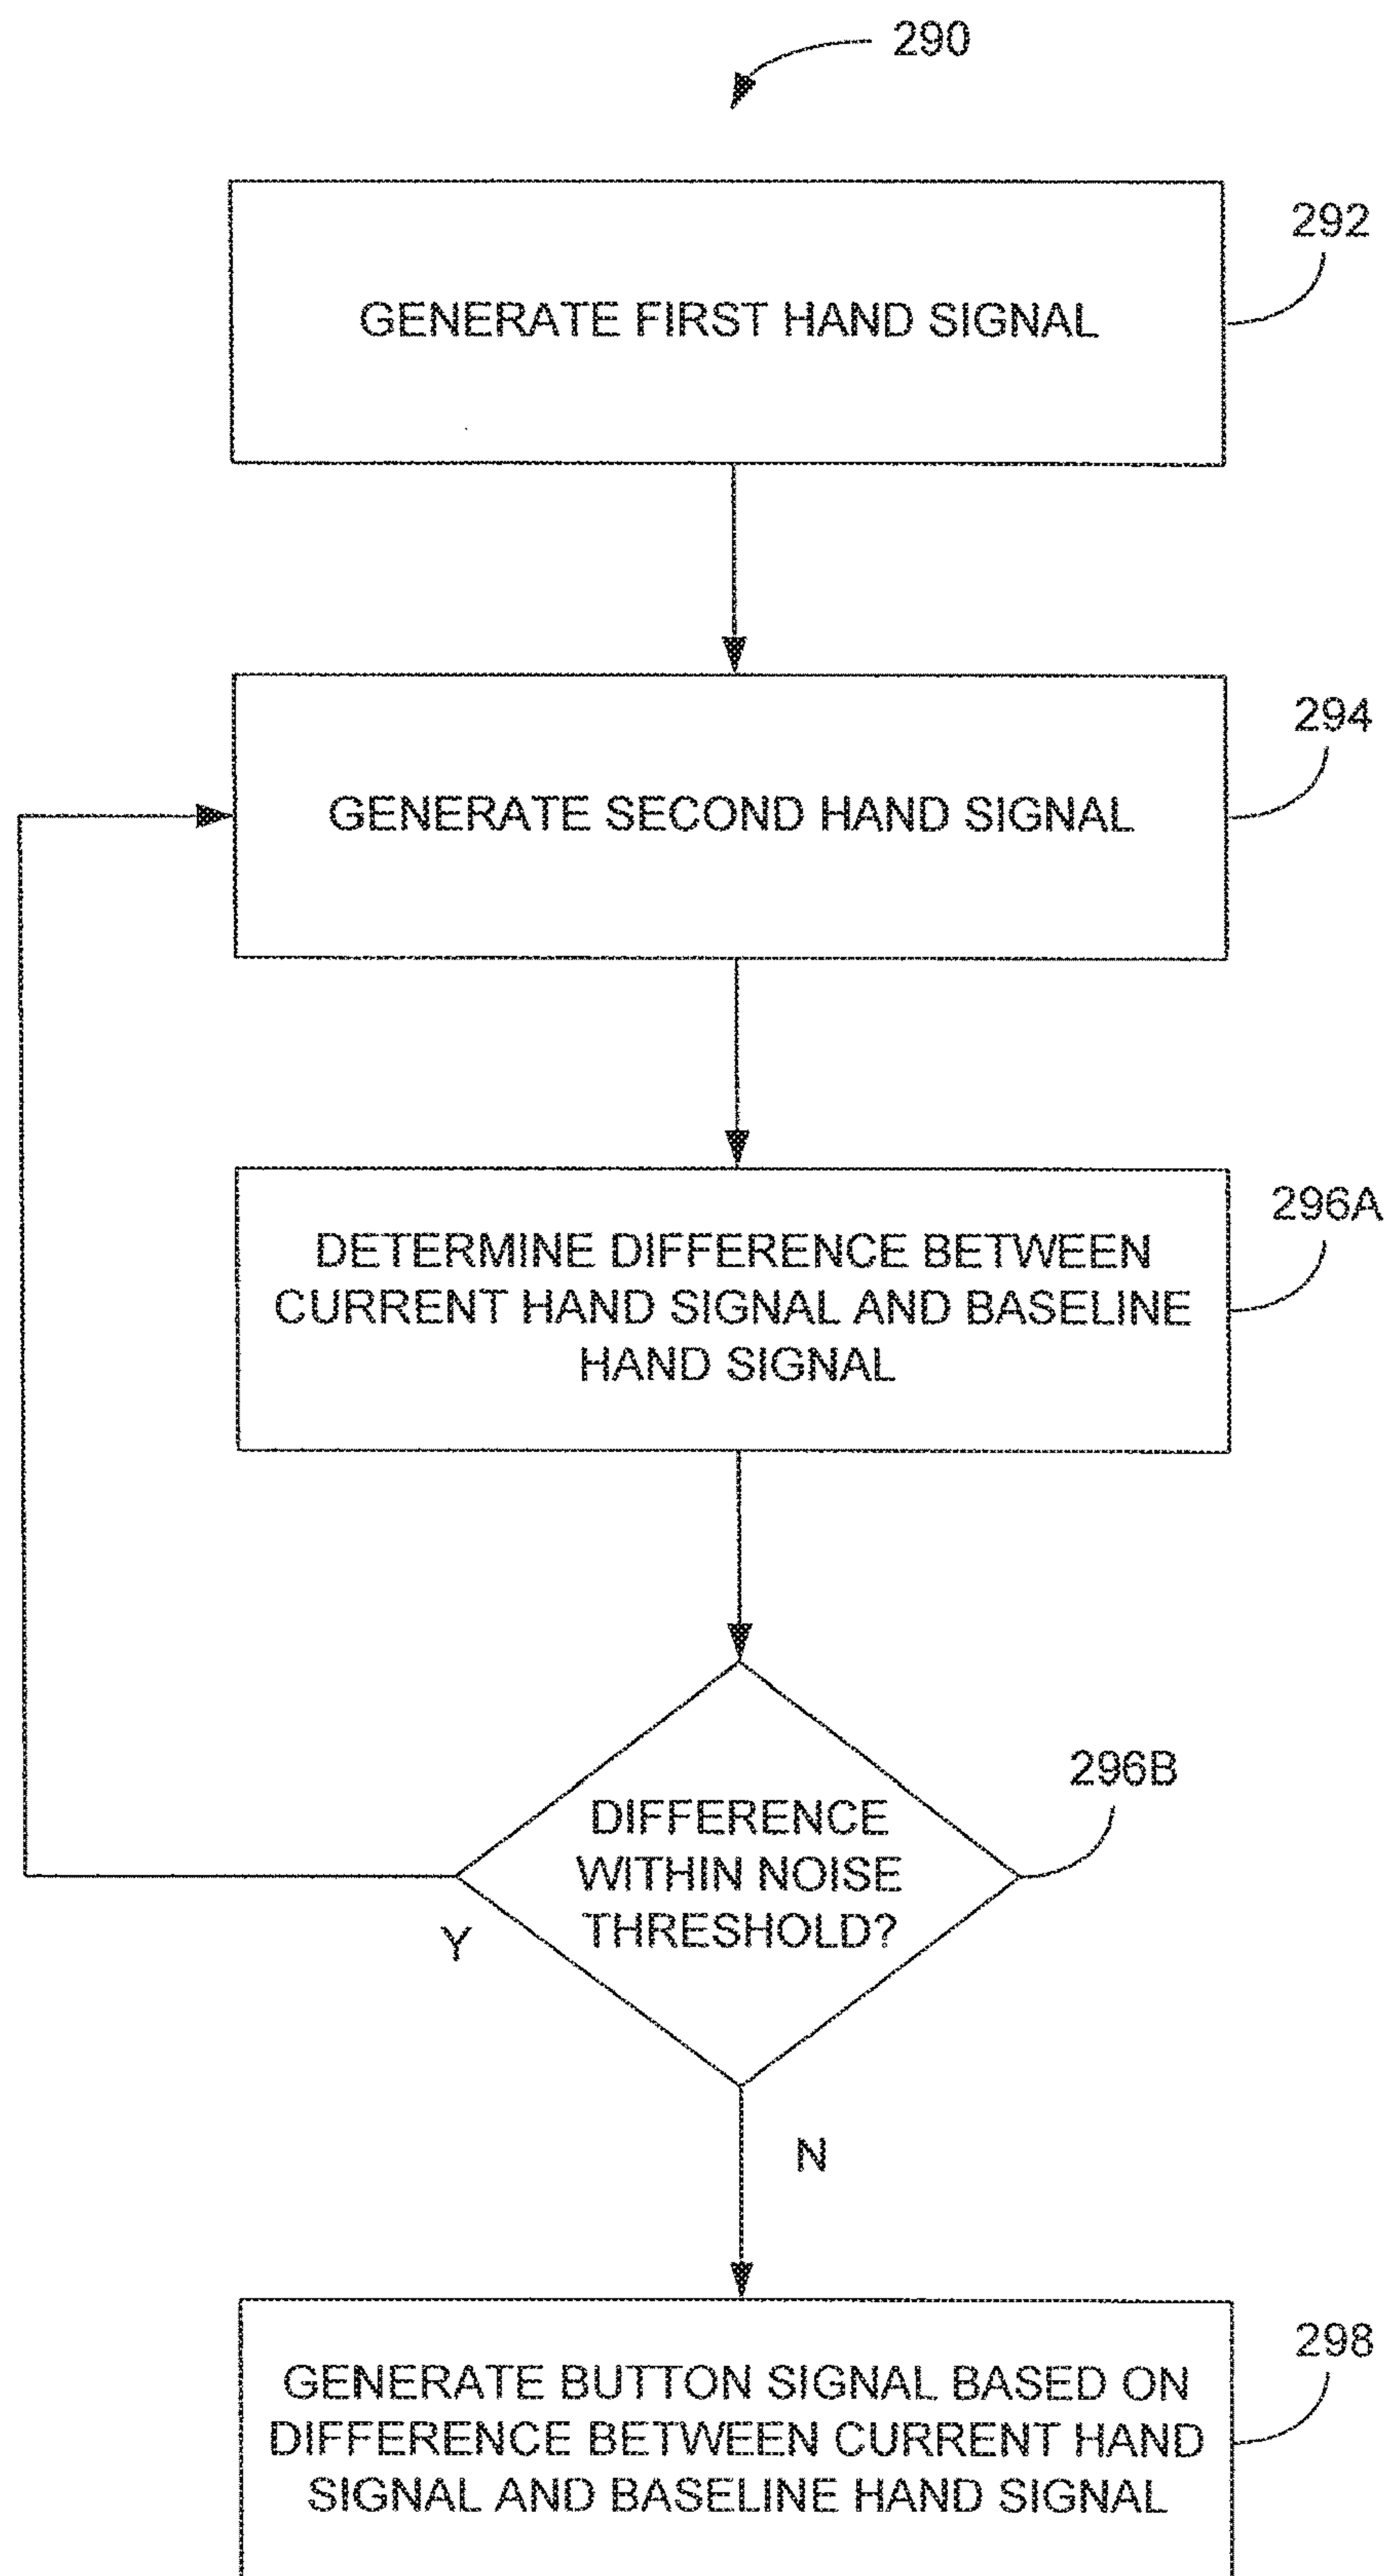 290
292
GENERATE FIRST HAND SIGNAL
294
GENERATE SECOND HAND SIGNAL
296A
DETERMINE DIFFERENCE BETWEEN
CURRENT HAND SIGNAL AND BASELINE
HAND SIGNAL
296B
DIFFERENCE
WITHIN NOISE
THRESHOLD?
Y
N
298
GENERATE BUTTON SIGNAL BASED ON
DIFFERENCE BETWEEN CURRENT HAND
SIGNAL AND BASELINE HAND SIGNAL